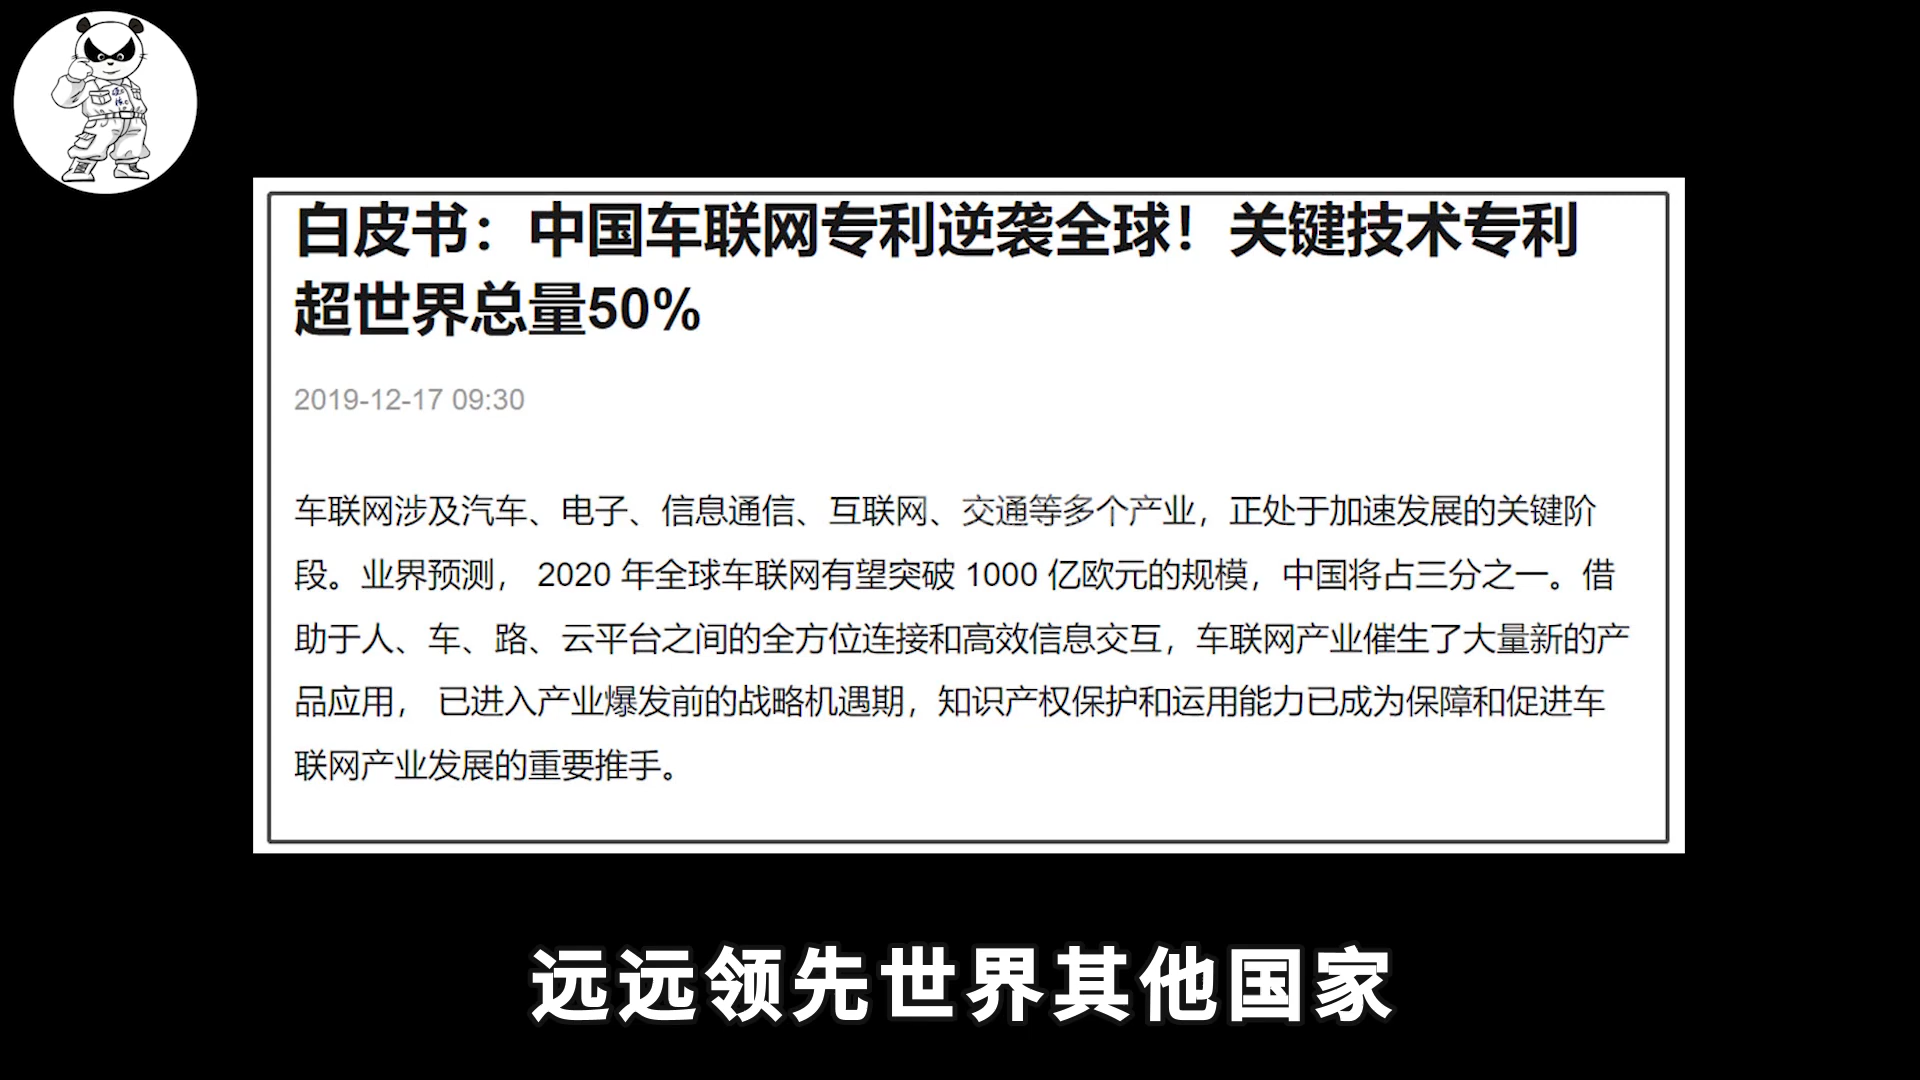 白皮书：中国车联网专利逆袭全球！关键技术专利
超世界总量50%
2019-12-17 09:30
车联网涉及汽车、电子、信息通信、互联网、交通等多个产业，正处于加速发展的关键阶
段。业界预测， 2020 年全球车联网有望突破 1000 亿欧元的规模，中国将占三分之一。借
助于人、车、路、云平台之间的全方位连接和高效信息交互，车联网产业催生了大量新的产
品应用， 已进入产业爆发前的战略机遇期，知识产权保护和运用能力已成为保障和促进车
联网产业发展的重要推手。
远远领先世界其他国家